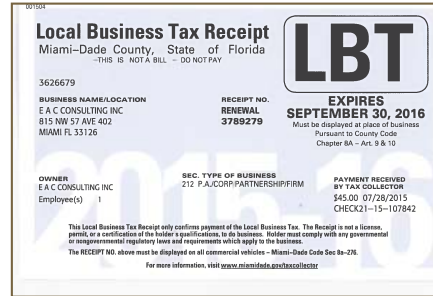 001504
Local Business Tax Receipt
Miami-Dade County, State of Florida
-THIS IS NOT A BILL - DO NOT PAY
3626679
LBT
BUSINESS NAME/LOCATION
E A C CONSULTING INC
815 NW 57 AVE 402
MIAMI FL 33126
RECEIPT NO.
RENEWAL
3789279
EXPIRES
SEPTEMBER 30, 2016
Must be displayed at place of business
Pursuant to County Code
Chapter 8A - Art. 9 & 10
2015-16
OWNER
E A C CONSULTING INC
Employee(s) 1
SEC. TYPE OF BUSINESS
212 P.A./CORP/PARTNERSHIP/FIRM
PAYMENT RECEIVED
BY TAX COLLECTOR
$45.00 07/28/2015
CHECK21-15-107842
This Local Business Tax Receipt only confirms payment of the Local Business Tax. The Receipt is not a license,
permit, or a certification of the holder s qualifications, to do business. Holder must comply with any governmental
or nongovernmental regulatory laws and requirements which apply to the business.
The RECEIPT NO. above must be displayed on all commercial vehicles - Miami-Dade Code Sec 8a-276.
For more information, visit www.miamidade.gov/taxcollector